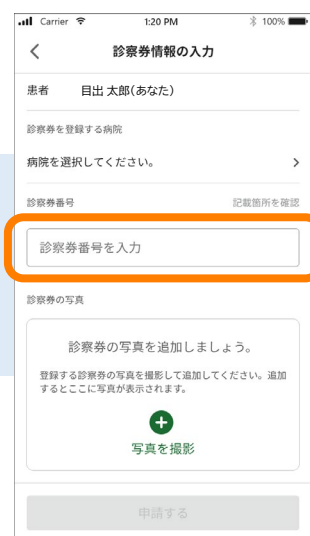 Carrier 1:20 PM 100%
診察券情報の入力
患者 目出 太郎(あなた)
診察券を登録する病院
病院を選択してください。
診察券番号 記載箇所を確認
診察券番号を入力
診察券の写真
診察券の写真を追加しましょう。
登録する診察券の写真を撮影して追加してください。追加
するとここに写真が表示されます。
写真を撮影
申請する